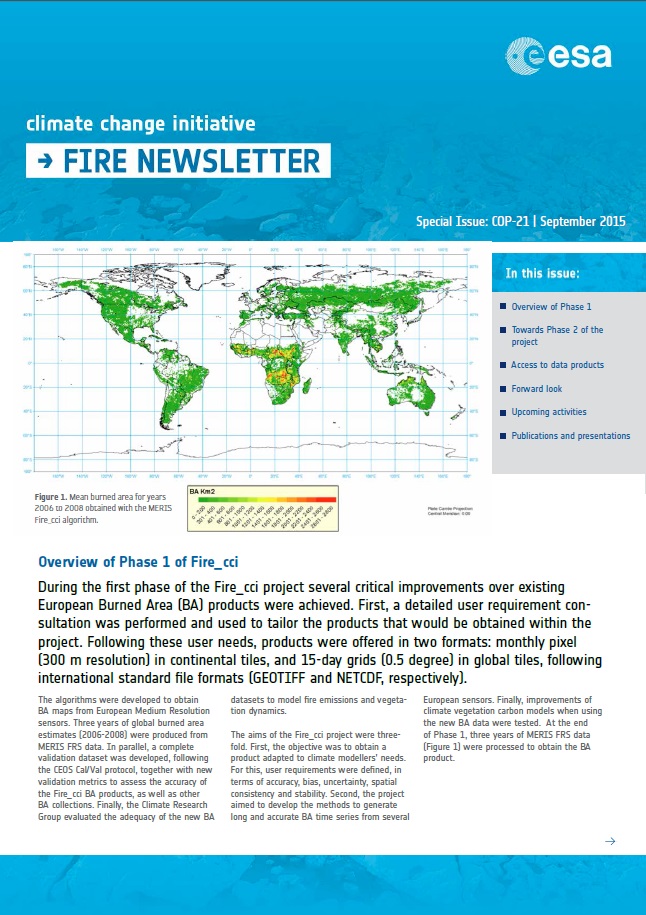 esa
climate change initiative
→ FIRE NEWSLETTER
Special Issue: COP-21 | September 2015
In this issue:
Overview of Phase 1
Towards Phase 2 of the
project
Access to data products
Forward look
Upcoming activities
Publications and presentations
Figure 1. Mean burned area for years
2006 to 2008 obtained with the MERIS
Fire_cci algorithm.
BA Km2
Plate Carrée Projection
Central Meridian: 0.00
Overview of Phase 1 of Fire_cci
During the first phase of the Fire_cci project several critical improvements over existing
European Burned Area (BA) products were achieved. First, a detailed user requirement con-
sultation was performed and used to tailor the products that would be obtained within the
project. Following these user needs, products were offered in two formats: monthly pixel
(300 m resolution) in continental tiles, and 15-day grids (0.5 degree) in global tiles, following
international standard file formats (GEOTIFF and NETCDF, respectively).
The algorithms were developed to obtain
BA maps from European Medium Resolution
sensors. Three years of global burned area
estimates (2006-2008) were produced from
MERIS FRS data. In parallel, a complete
validation dataset was developed, following
the CEOS Cal/Val protocol, together with new
validation metrics to assess the accuracy of
the Fire_cci BA products, as well as other
BA collections. Finally, the Climate Research
Group evaluated the adequacy of the new BA
datasets to model fire emissions and vegeta-
tion dynamics.
The aims of the Fire_cci project were three-
fold. First, the objective was to obtain a
product adapted to climate modellers' needs.
For this, user requirements were defined, in
terms of accuracy, bias, uncertainty, spatial
consistency and stability. Second, the project
aimed to develop the methods to generate
long and accurate BA time series from several
European sensors. Finally, improvements of
climate vegetation carbon models when using
the new BA data were tested. At the end
of Phase 1, three years of MERIS FRS data
(Figure 1) were processed to obtain the BA
product.
→